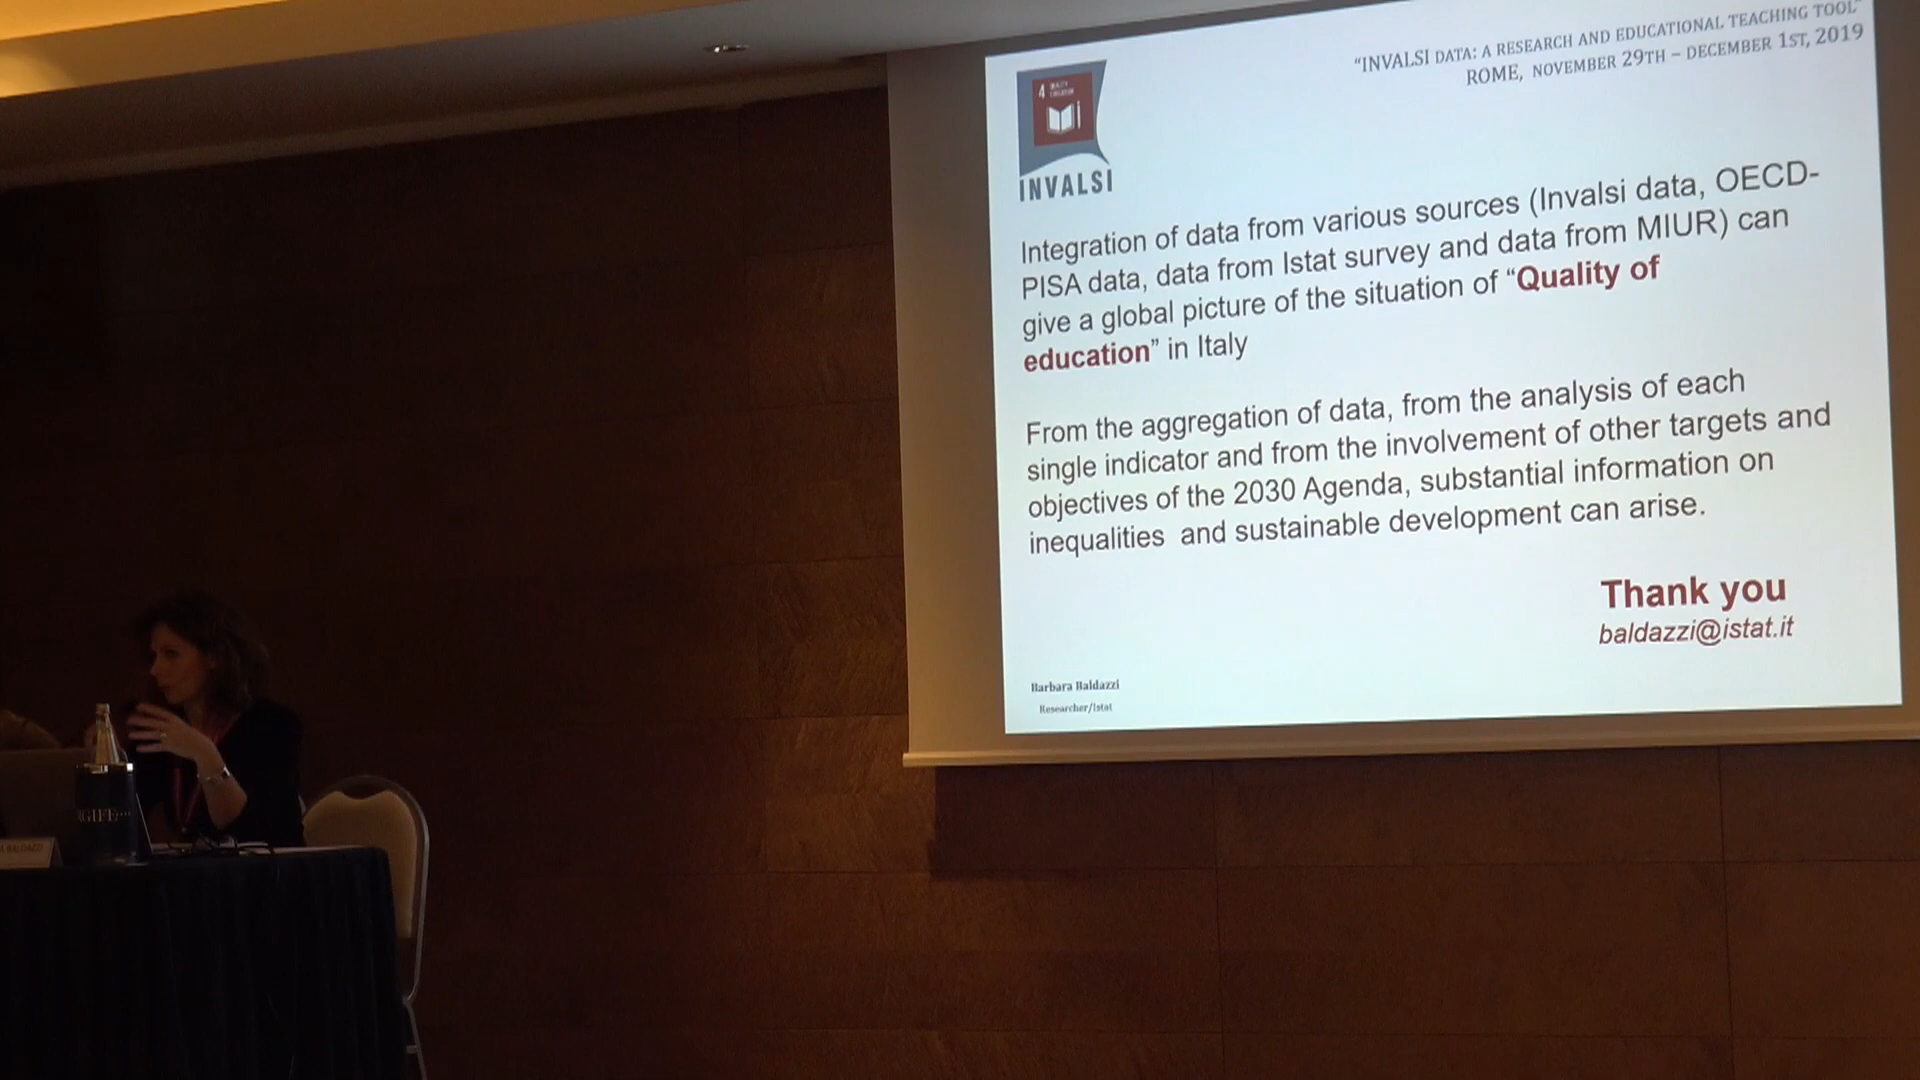 “INVALSI DATA: A RESEARCH AND EDUCATIONAL TEACHING TOOL”
ROME, NOVEMBER 29TH – DECEMBER 1ST, 2019
4 QUALITY EDUCATION
INVALSI
Integration of data from various sources (Invalsi data, OECD-
PISA data, data from Istat survey and data from MIUR) can
give a global picture of the situation of “Quality of
education” in Italy
From the aggregation of data, from the analysis of each
single indicator and from the involvement of other targets and
objectives of the 2030 Agenda, substantial information on
inequalities and sustainable development can arise.
Thank you
baldazzi@istat.it
Barbara Baldazzi
Researcher/Istat
BALDAZZI